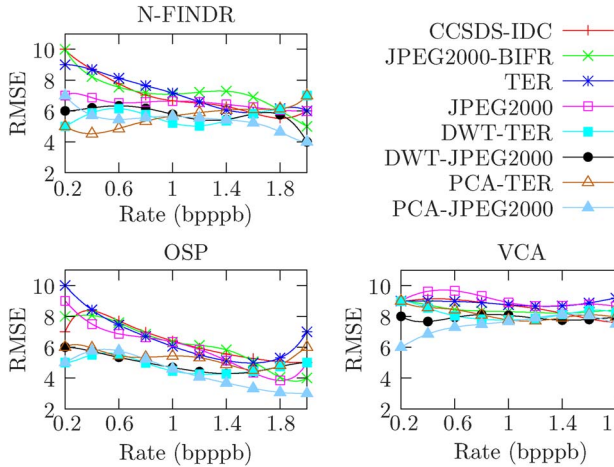 N-FINDR
RMSE
10
8
6
4
2
0.2 0.6 1 1.4 1.8
Rate (bpppb)
CCSDS-IDC
JPEG2000-BIFR
TER
JPEG2000
DWT-TER
DWT-JPEG2000
PCA-TER
PCA-JPEG2000
OSP
RMSE
10
8
6
4
2
0.2 0.6 1 1.4 1.8
Rate (bpppb)
VCA
RMSE
10
8
6
4
2
0.2 0.6 1 1.4
Rate (bpppb)